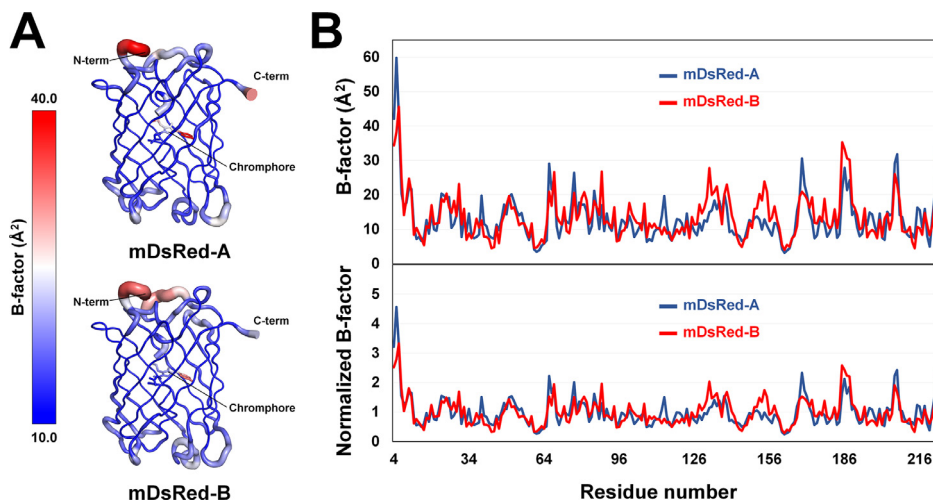 A
N-term
C-term
40.0
Chromphore
B-factor (Å²)
mDsRed-A
N-term
C-term
Chromphore
10.0
mDsRed-B
B
60
50
40
30
20
10
0
B-factor (Å²)
mDsRed-A
mDsRed-B
5
4
3
2
1
0
Normalized B-factor
mDsRed-A
mDsRed-B
4 34 64 96 126 156 186 216
Residue number